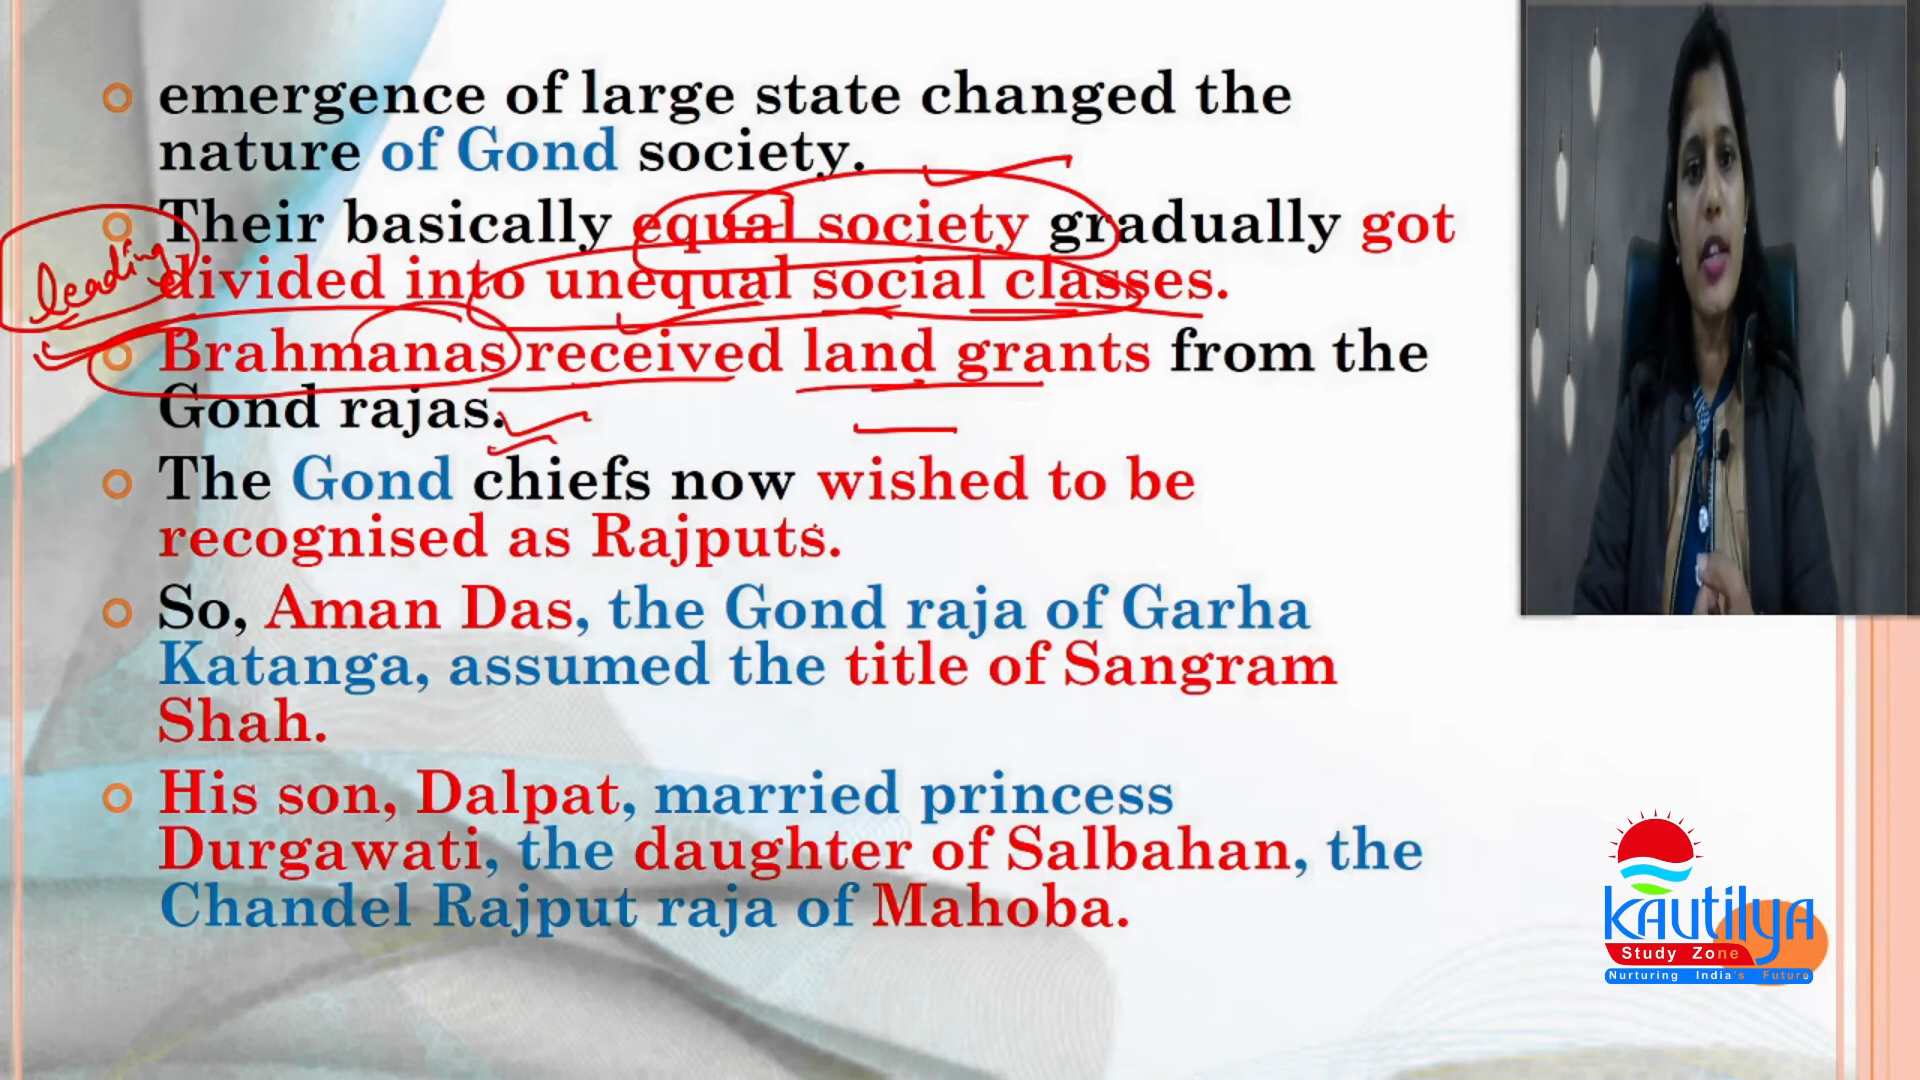 emergence of large state changed the
nature of Gond society.
Their basically equal society gradually got
leading
divided into unequal social classes.
Brahmanas received land grants from the
Gond rajas.
The Gond chiefs now wished to be
recognised as Rajputs.
So, Aman Das, the Gond raja of Garha
Katanga, assumed the title of Sangram
Shah.
His son, Dalpat, married princess
Durgawati, the daughter of Salbahan, the
Chandel Rajput raja of Mahoba.
Kautilya
Study Zone
Nurturing India's Future